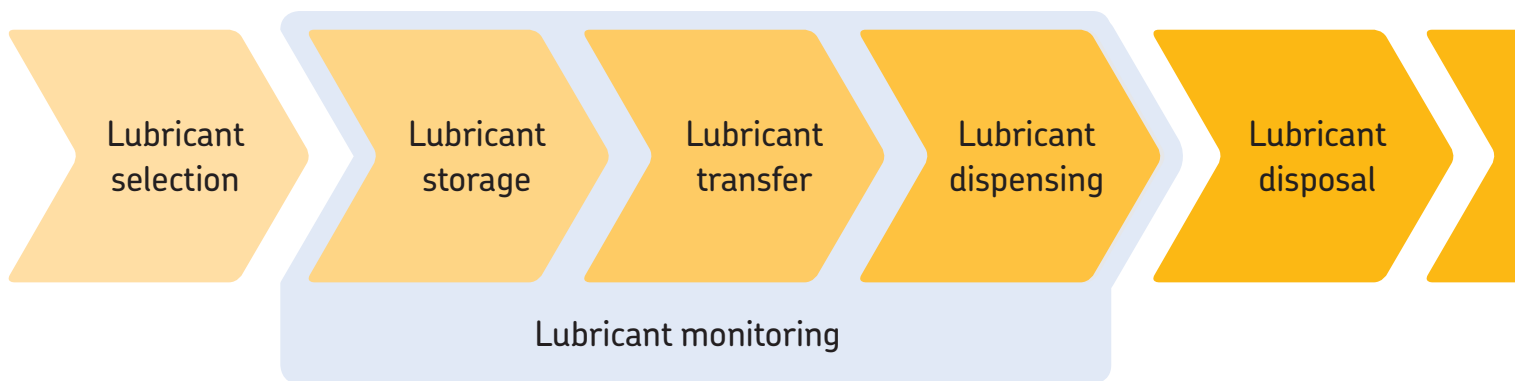 Lubricant
selection
Lubricant
storage
Lubricant
transfer
Lubricant
dispensing
Lubricant
disposal
Lubricant monitoring